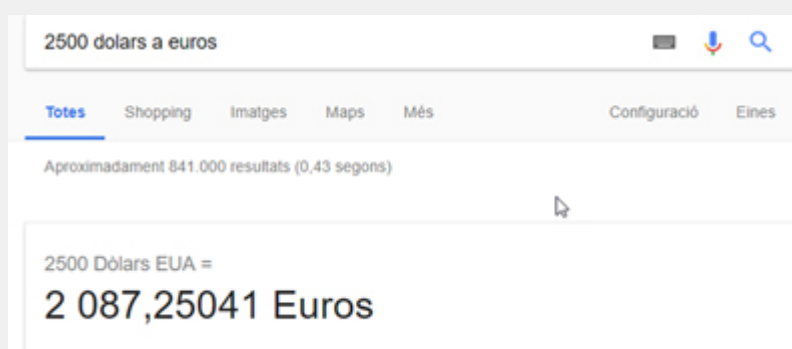 2500 dolars a euros
Totes Shopping Imatges Maps Més Configuració Eines
Aproximadament 841.000 resultats (0,43 segons)
2500 Dòlars EUA =
2 087,25041 Euros